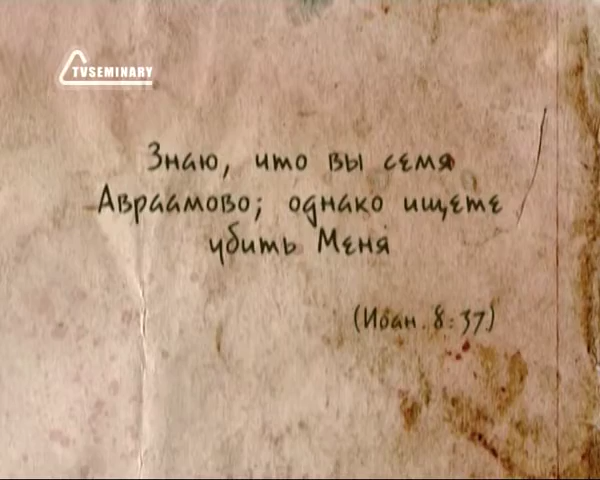 TVSEMINARY
Знаю, что вы семя
Авраамово; однако ищете
убить Меня
(Иоан. 8:37)